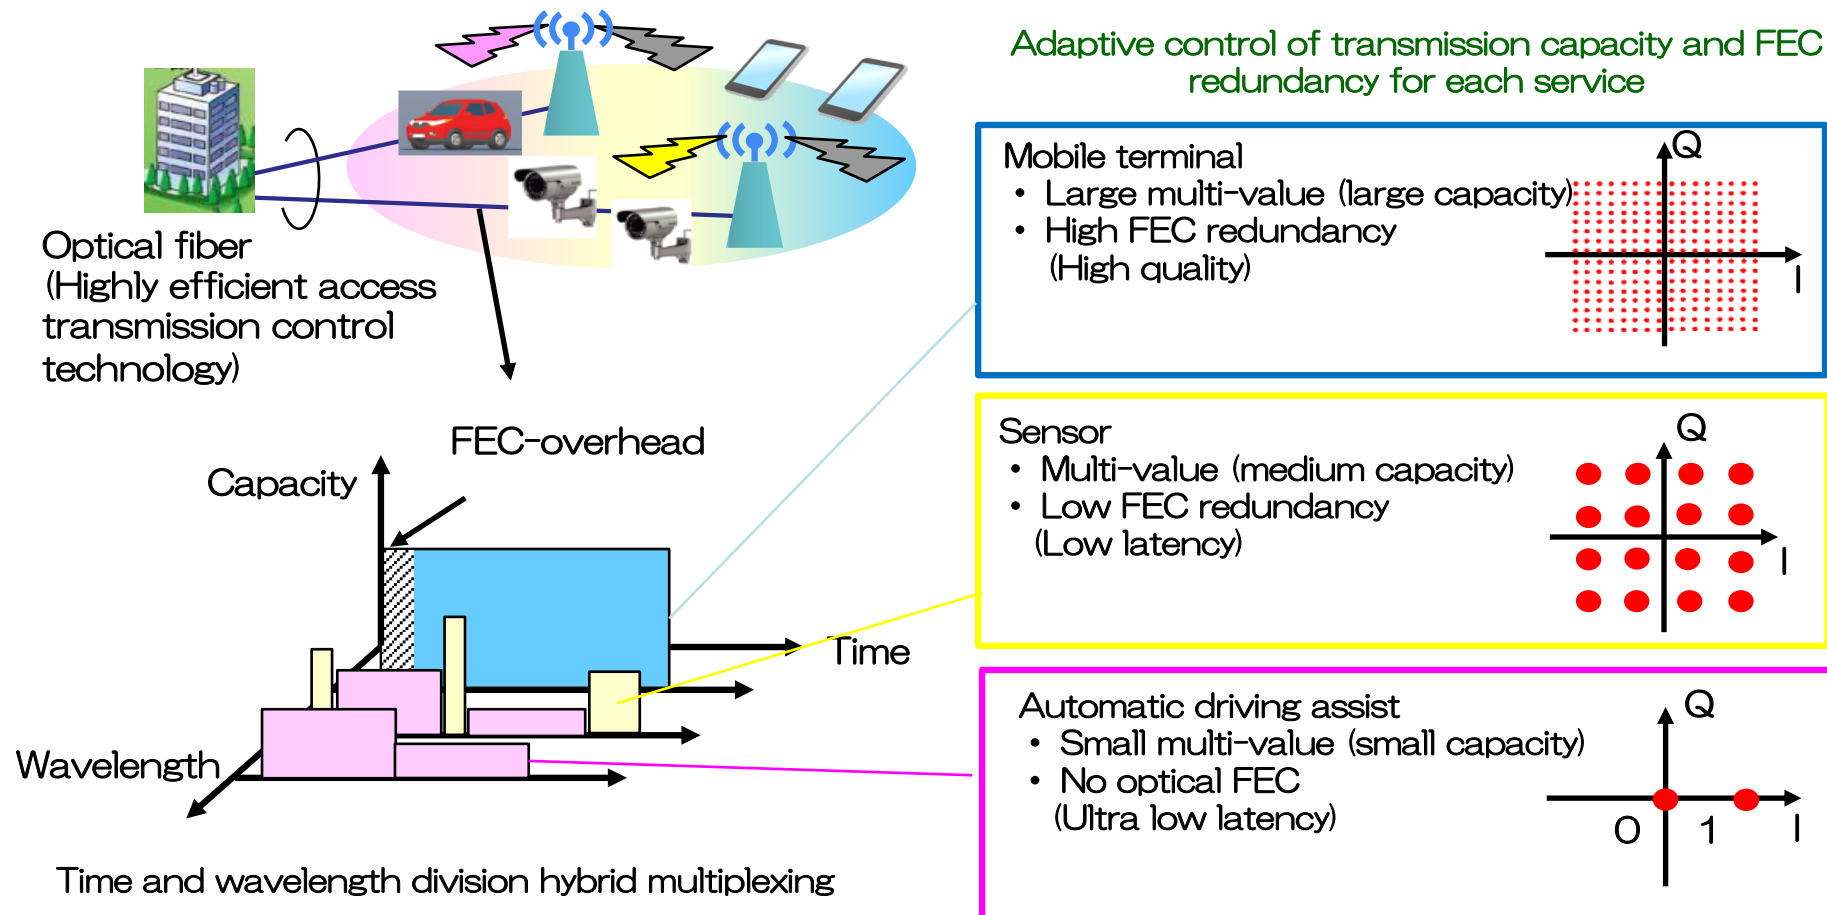 Adaptive control of transmission capacity and FEC
redundancy for each service
Optical fiber
(Highly efficient access
transmission control
technology)
FEC-overhead
Capacity
Time
Wavelength
Time and wavelength division hybrid multiplexing
Mobile terminal
• Large multi-value (large capacity)
• High FEC redundancy
(High quality)
Q
I
Sensor
• Multi-value (medium capacity)
• Low FEC redundancy
(Low latency)
Q
I
Automatic driving assist
• Small multi-value (small capacity)
• No optical FEC
(Ultra low latency)
Q
0 1 I